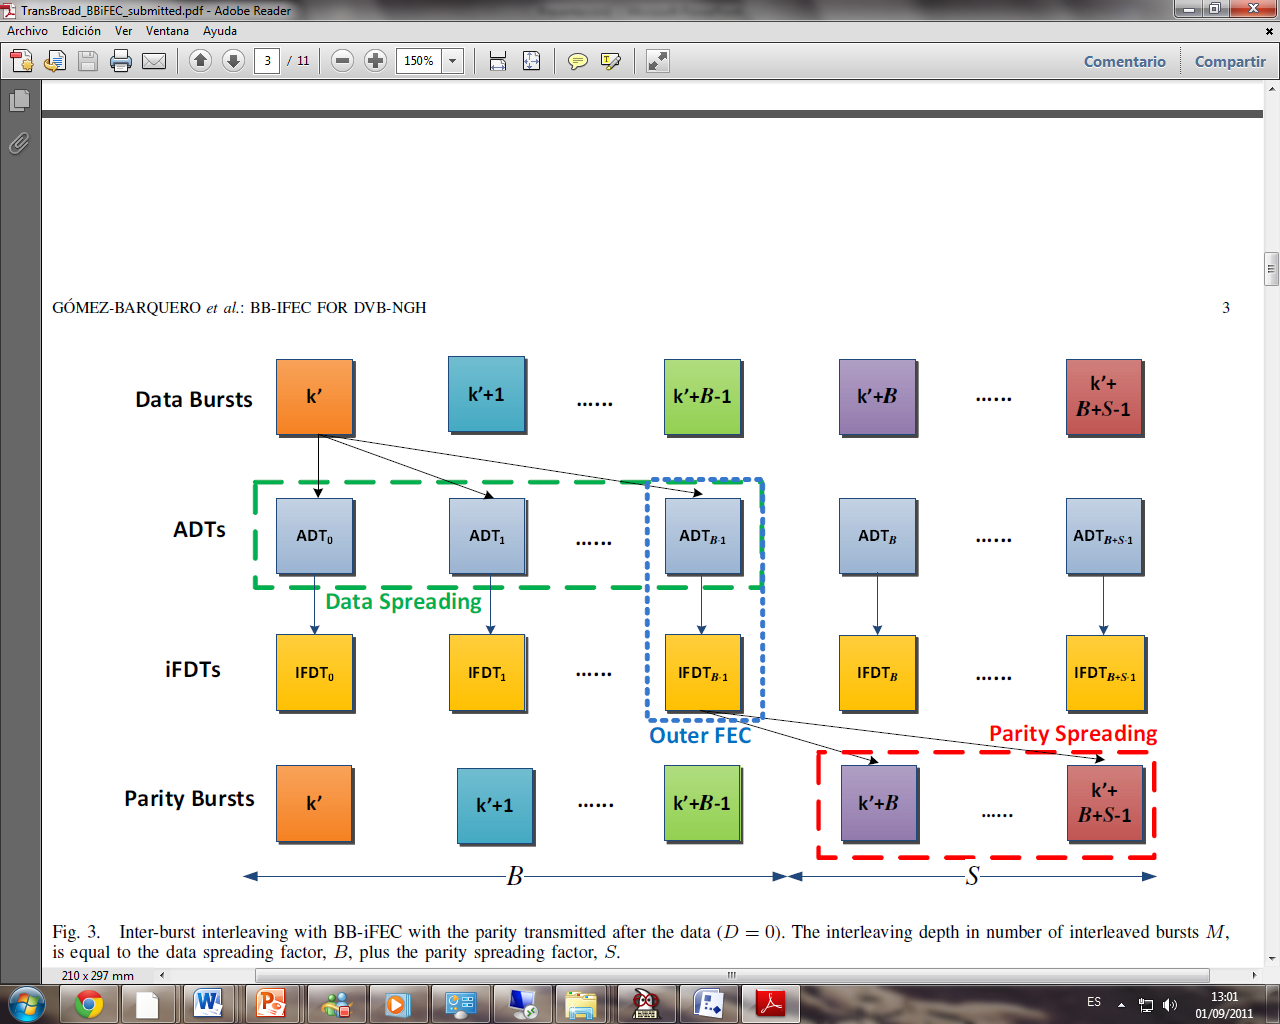 TransBroad_BBiFEC_submitted.pdf - Adobe Reader
Archivo Edición Ver Ventana Ayuda
3 / 11 150% Comentario Compartir
GÓMEZ-BARQUERO et al.: BB-IFEC FOR DVB-NGH 3
Data Bursts k' k'+1 ...... k'+B-1 k'+B ...... k'+
B+S-1
ADTs ADT0 ADT1 ...... ADTB-1 ADTB ...... ADTB+S-1
Data Spreading
iFDTs IFDT0 IFDT1 ...... IFDTB-1 IFDTB ...... IFDTB+S-1
Outer FEC Parity Spreading
Parity Bursts k' k'+1 ...... k'+B-1 k'+B ...... k'+
B+S-1
B S
Fig. 3. Inter-burst interleaving with BB-iFEC with the parity transmitted after the data (D = 0). The interleaving depth in number of interleaved bursts M,
is equal to the data spreading factor, B, plus the parity spreading factor, S.
210 x 297 mm
ES 13:01
01/09/2011